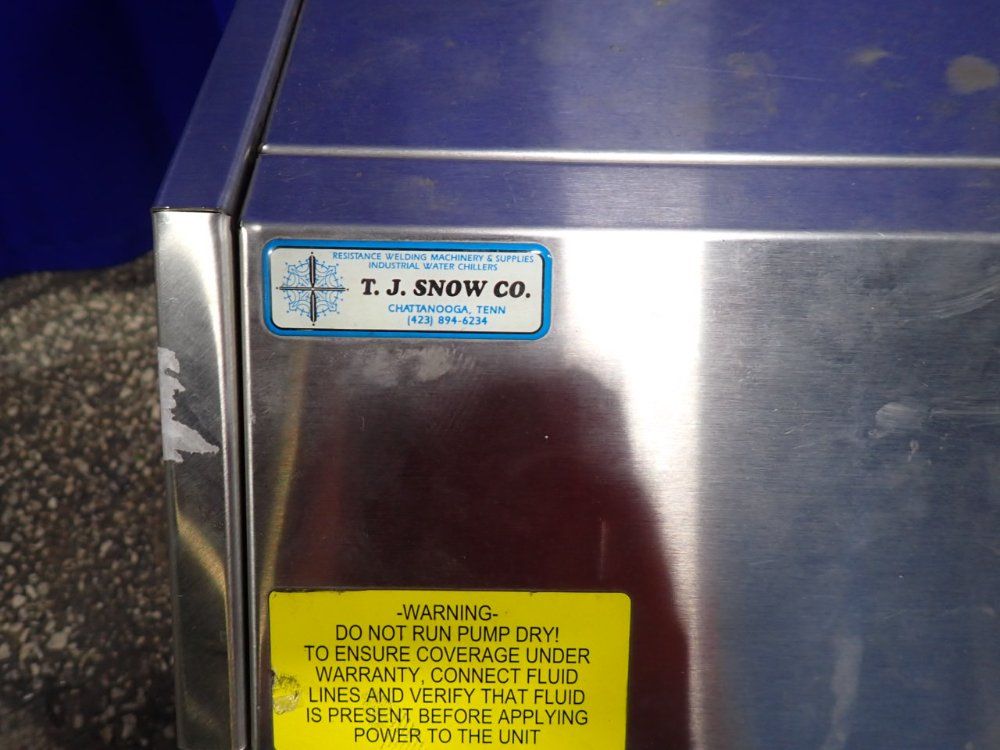 RESISTANCE WELDING MACHINERY & SUPPLIES
INDUSTRIAL WATER CHILLERS
T. J. SNOW CO.
CHATTANOOGA, TENN
(423) 894-6234
-WARNING-
DO NOT RUN PUMP DRY!
TO ENSURE COVERAGE UNDER
WARRANTY, CONNECT FLUID
LINES AND VERIFY THAT FLUID
IS PRESENT BEFORE APPLYING
POWER TO THE UNIT